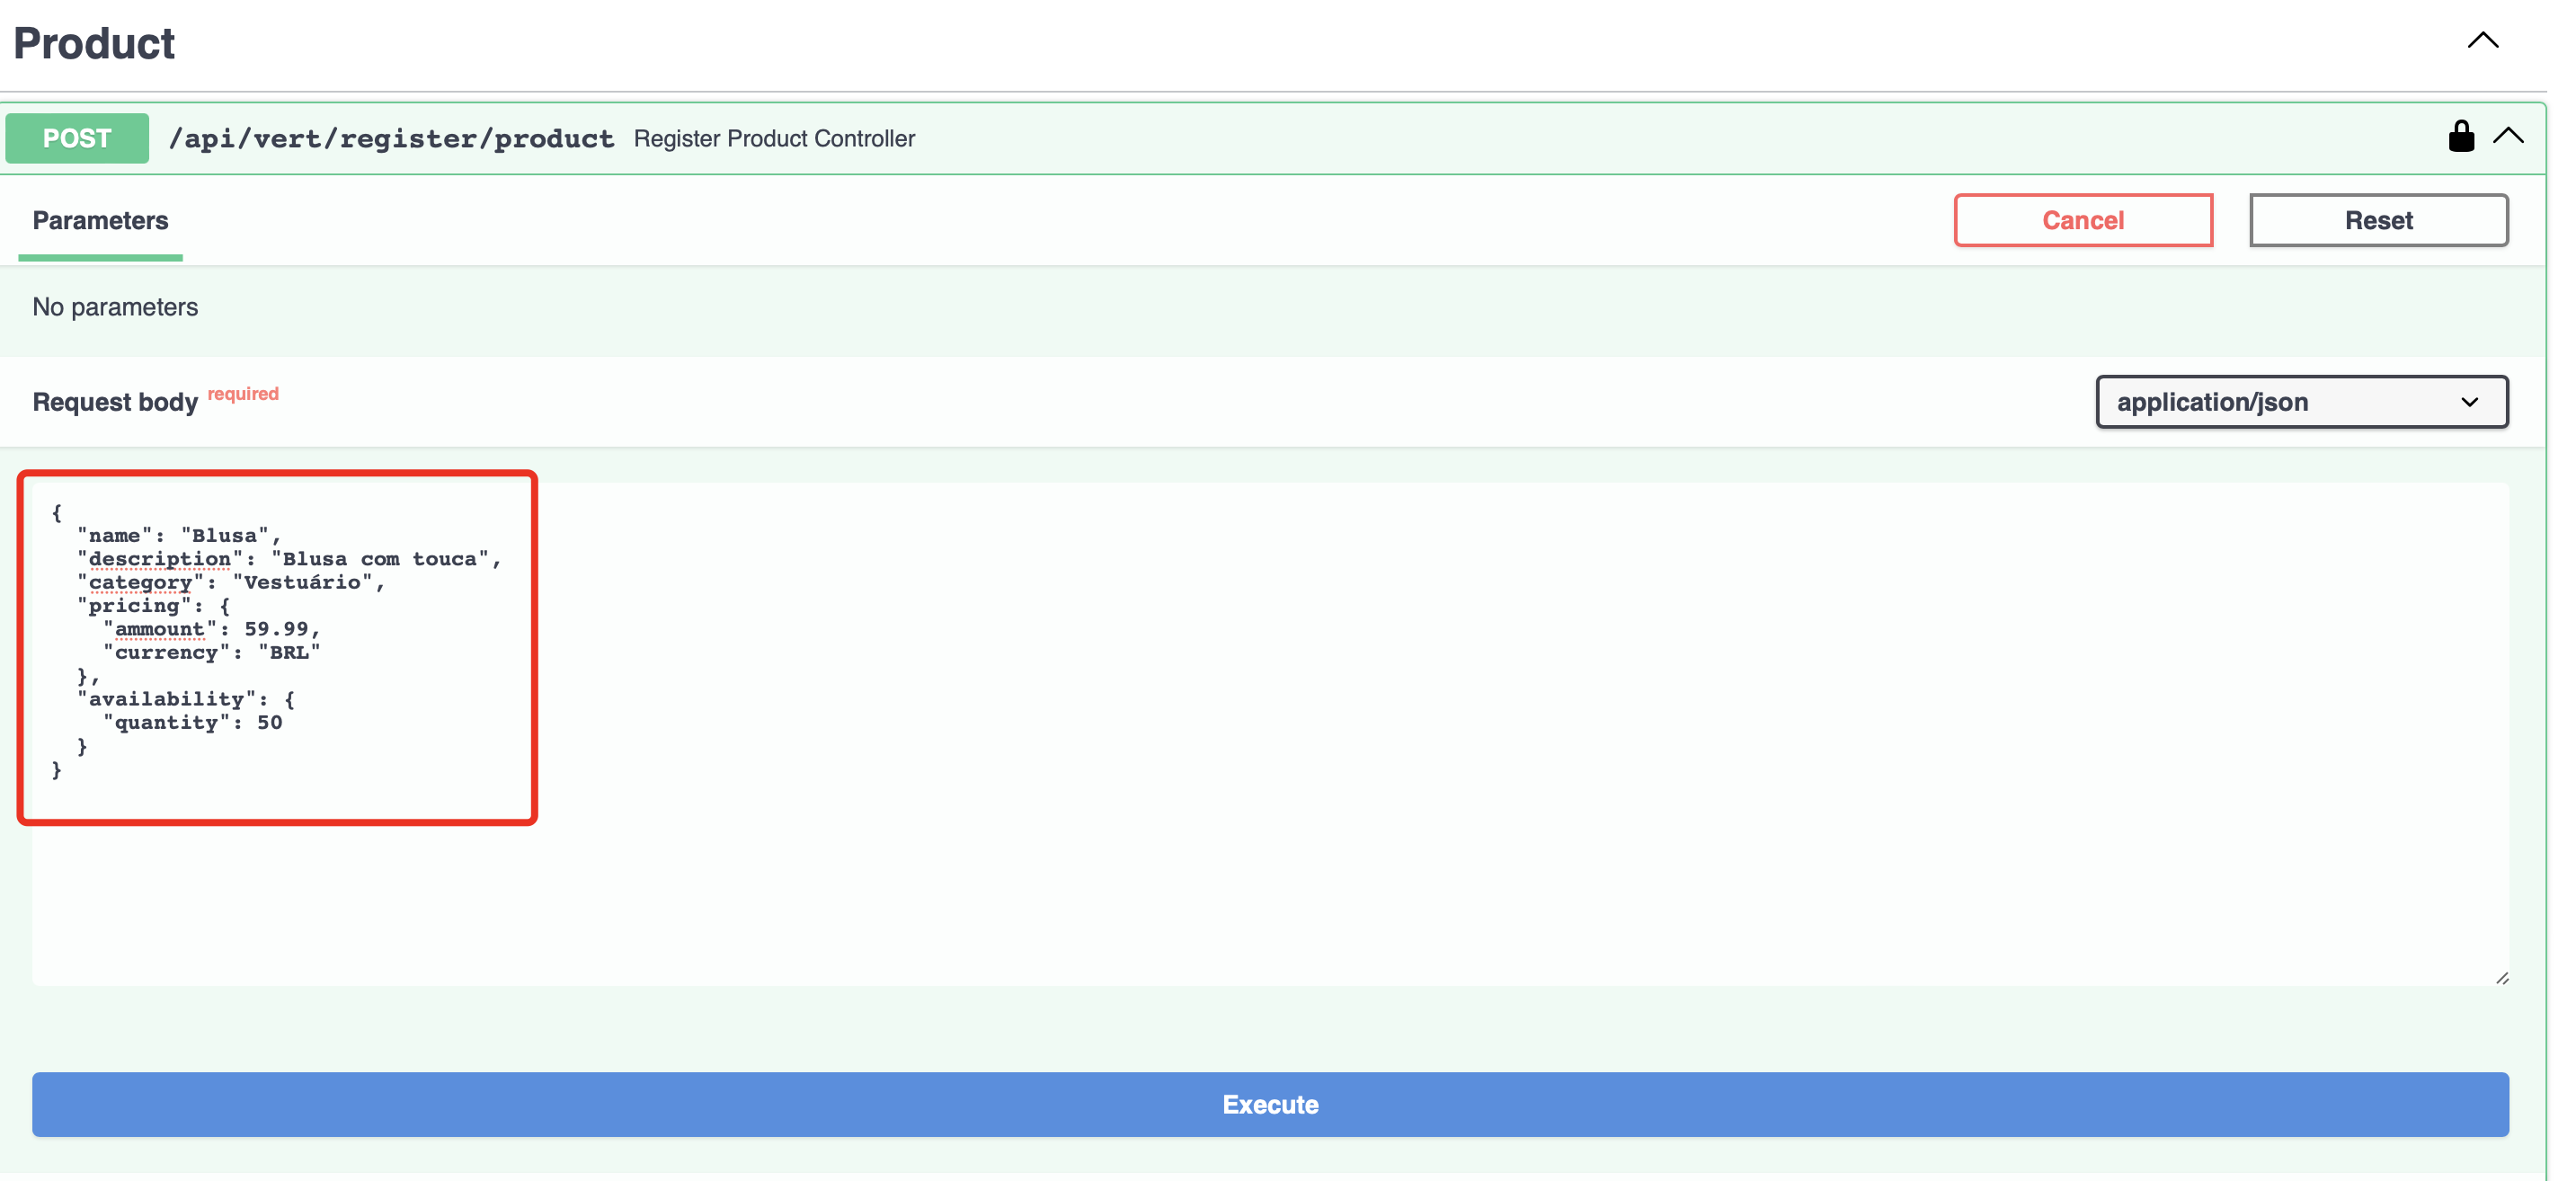 Product
POST /api/vert/register/product Register Product Controller
Parameters
Cancel
Reset
No parameters
Request body required
application/json
{
  "name": "Blusa",
  "description": "Blusa com touca",
  "category": "Vestuário",
  "pricing": {
    "ammount": 59.99,
    "currency": "BRL"
  },
  "availability": {
    "quantity": 50
  }
}
Execute